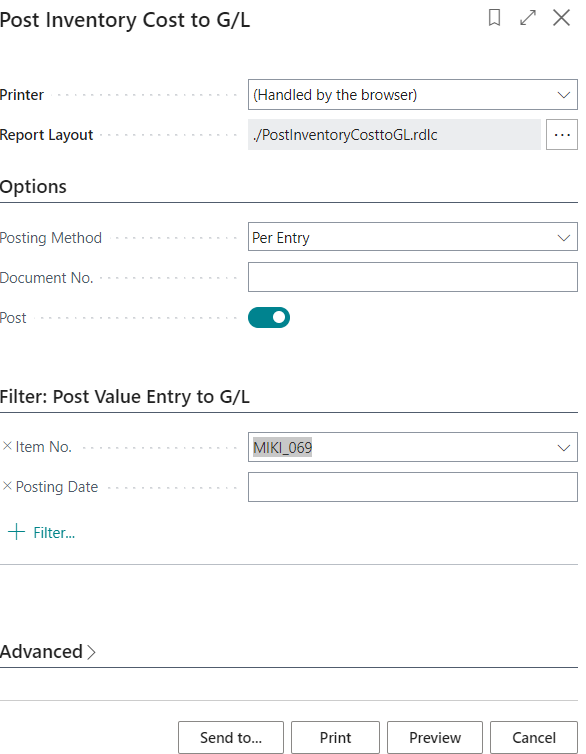 Post Inventory Cost to G/L
Printer (Handled by the browser)
Report Layout ./PostInventoryCosttoGL.rdlc ...
Options
Posting Method Per Entry
Document No.
Post
Filter: Post Value Entry to G/L
× Item No. MIKI_069
× Posting Date
+ Filter...
Advanced >
Send to... Print Preview Cancel